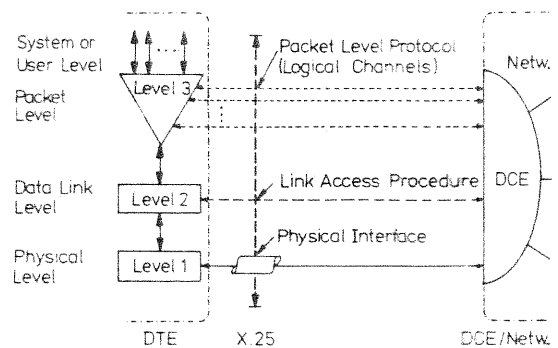 System or
User Level
Packet
Level
Data Link
Level
Physical
Level
Level 3
Level 2
Level 1
Packet Level Protocol
(Logical Channels)
Link Access Procedure
Physical Interface
Netw.
DCE
DTE
X.25
DCE/Netw.